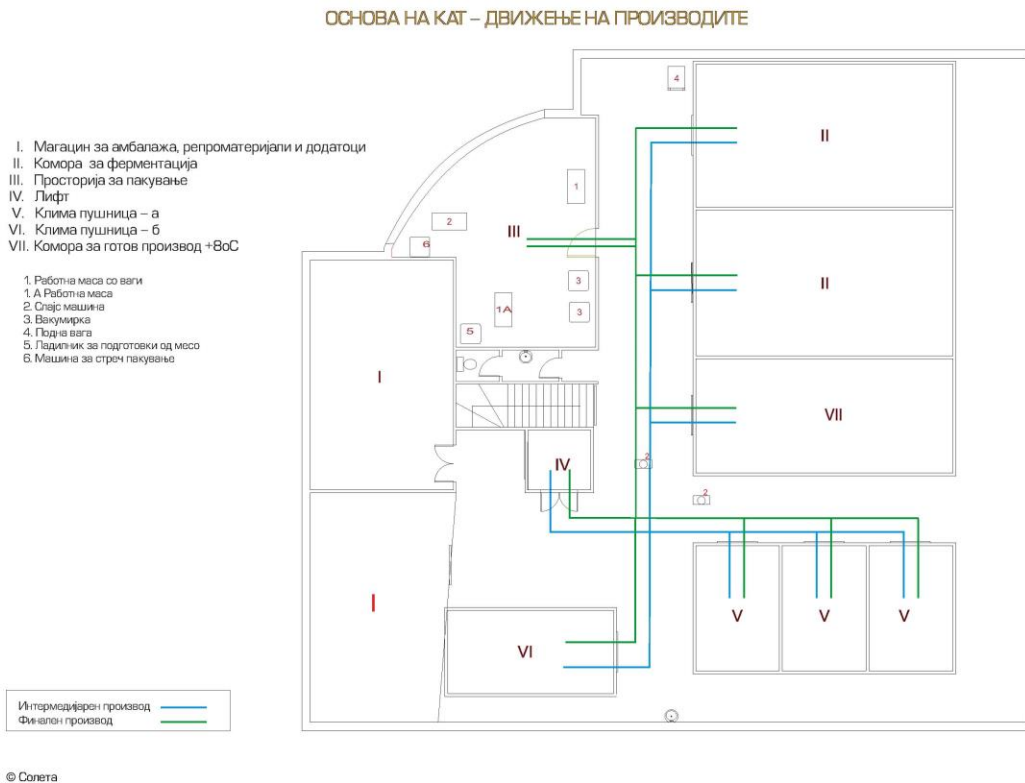 ОСНОВА НА КАТ – ДВИЖЕЊЕ НА ПРОИЗВОДИТЕ
I. Магацин за амбалажа, репроматеријали и додатоци
II. Комора за ферментација
III. Просторија за пакување
IV. Лифт
V. Клима пушница – а
VI. Клима пушница – б
VII. Комора за готов производ +8оС
1. Работна маса со ваги
1. А Работна маса
2. Слајс машина
3. Вакумирка
4. Подна вага
5. Ладилник за подготовки од месо
6. Машина за стреч пакување
4
II
1
2
III
6
II
3
1А
3
5
I
VII
IV
2
2
I
V
V
V
VI
Интермедијарен производ
Финален производ
© Солета